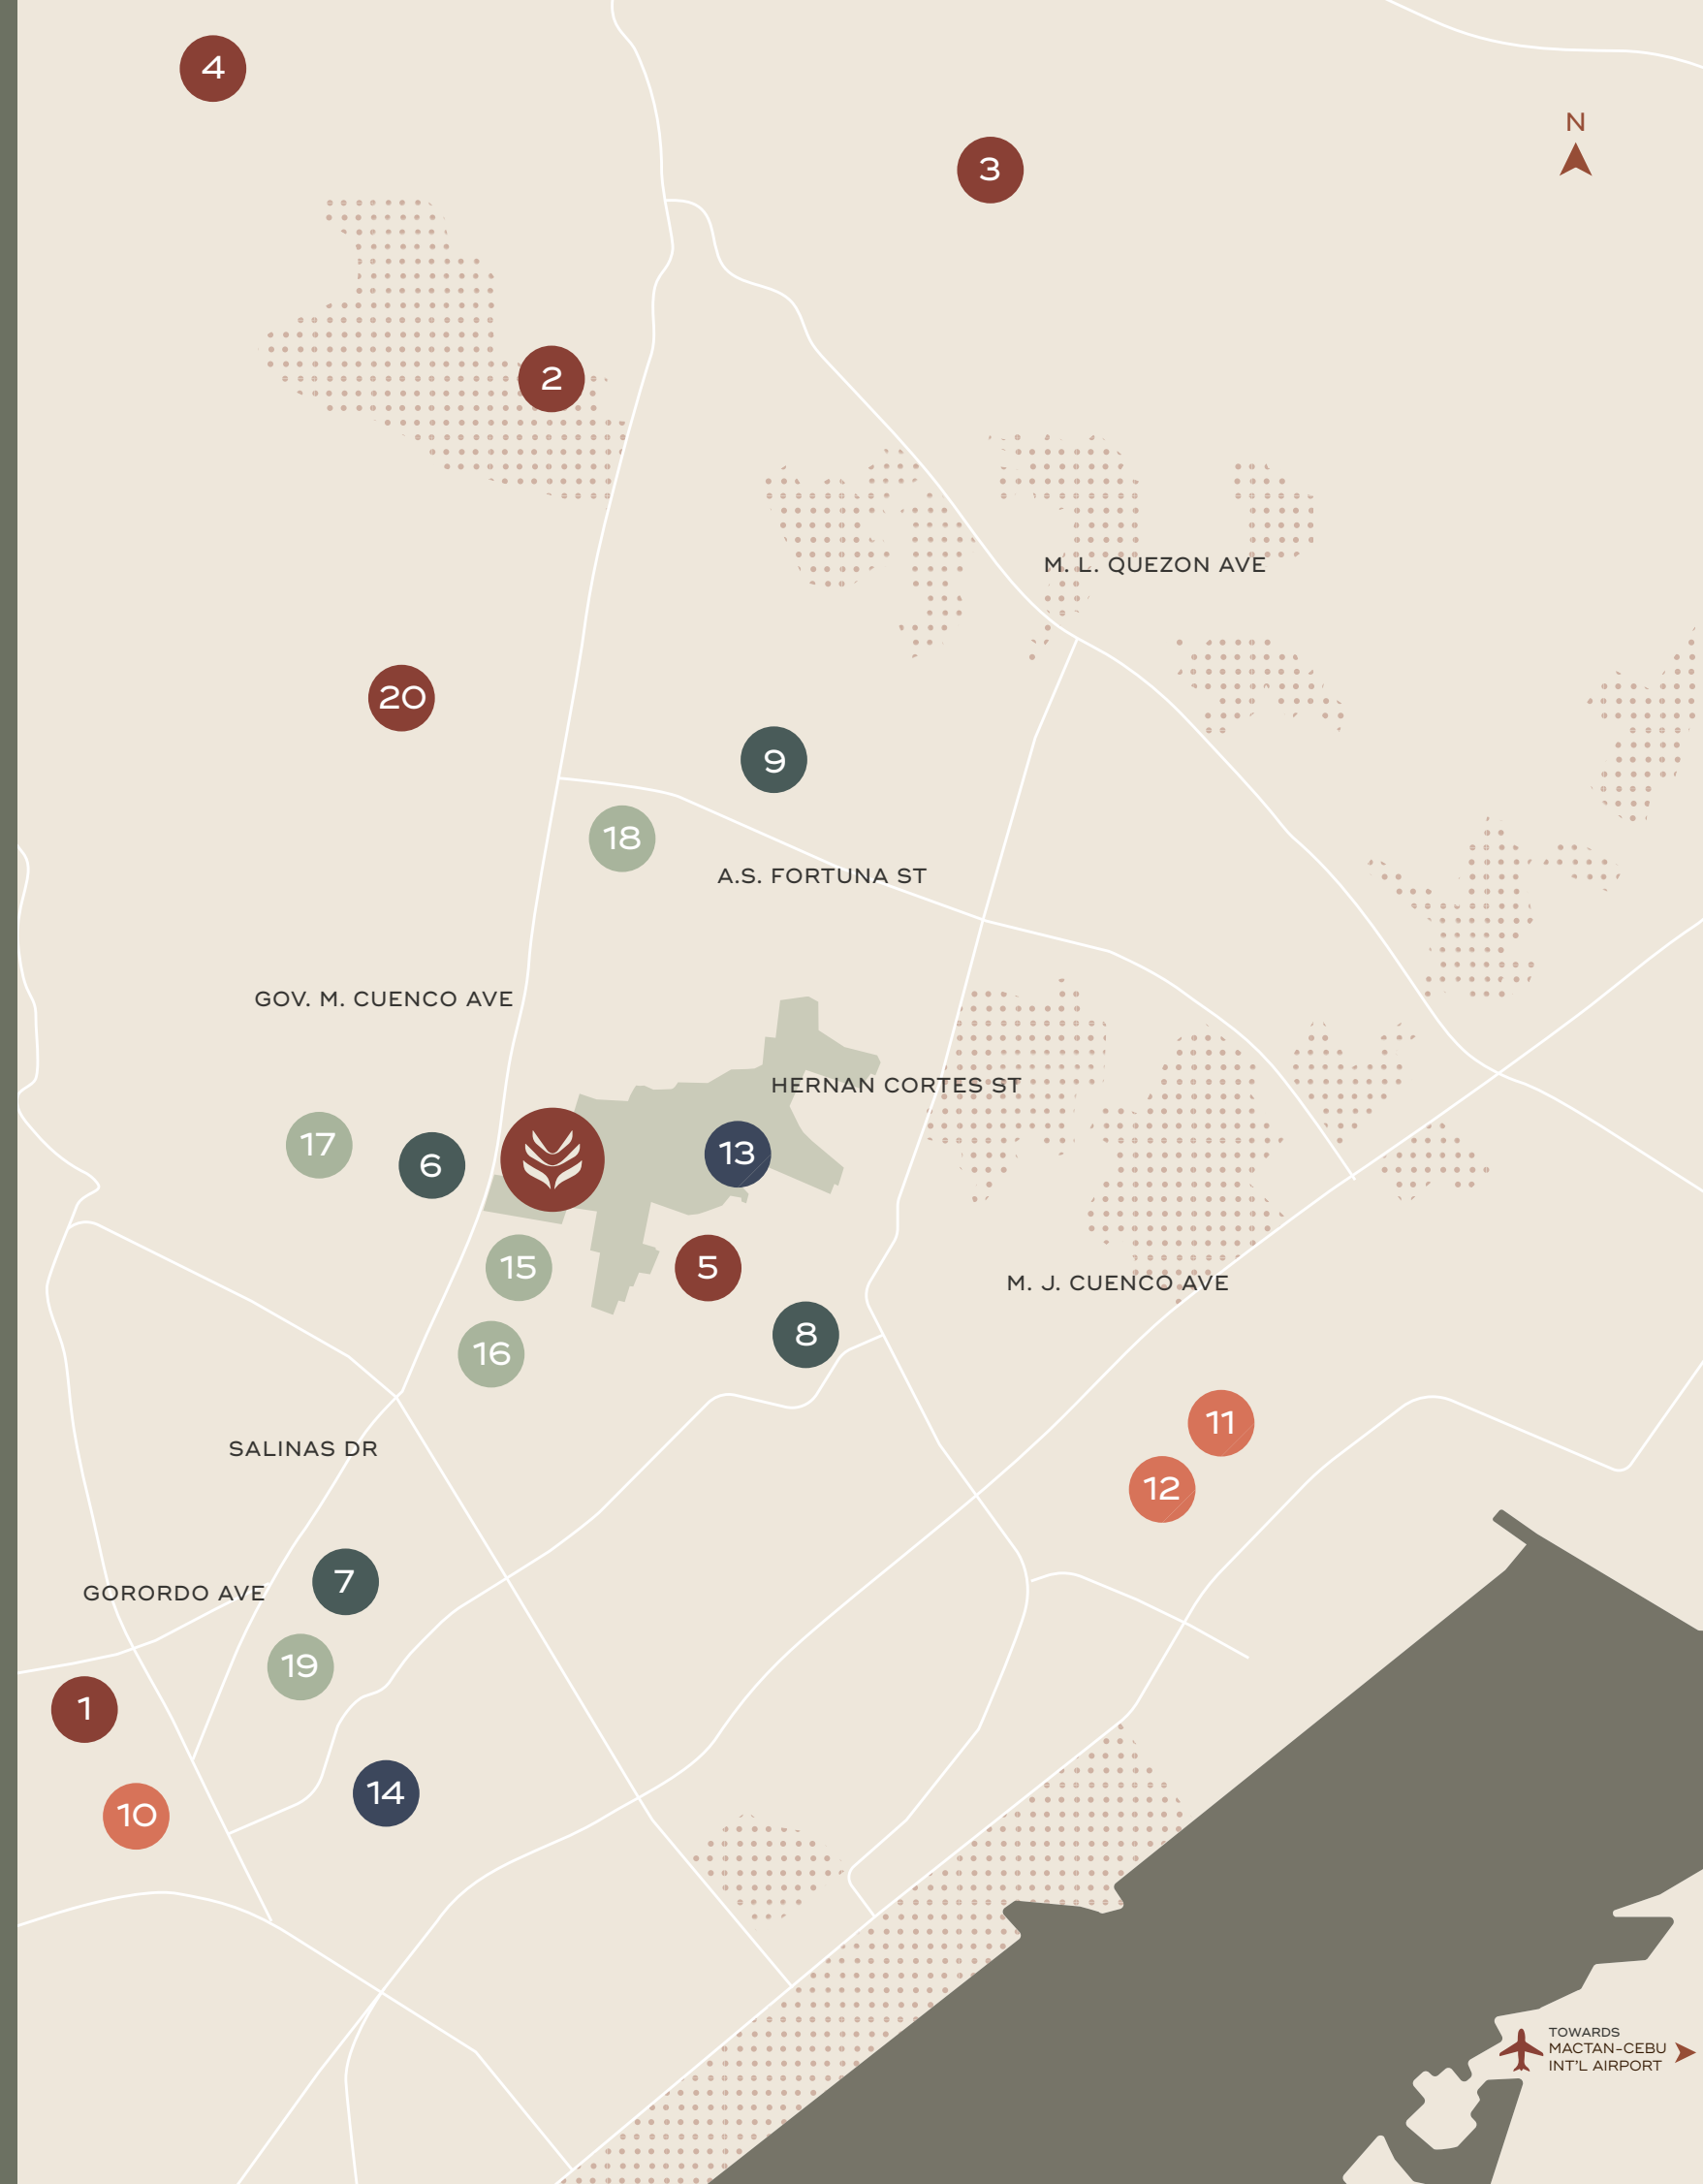 4
N
3
2
M. L. QUEZON AVE
20
9
18
A.S. FORTUNA ST
GOV. M. CUENCO AVE
HERNAN CORTES ST
17
6
13
15
5
M. J. CUENCO AVE
8
16
11
SALINAS DR
12
7
GORORDO AVE
19
1
14
10
TOWARDS
MACTAN-CEBU
INT'L AIRPORT